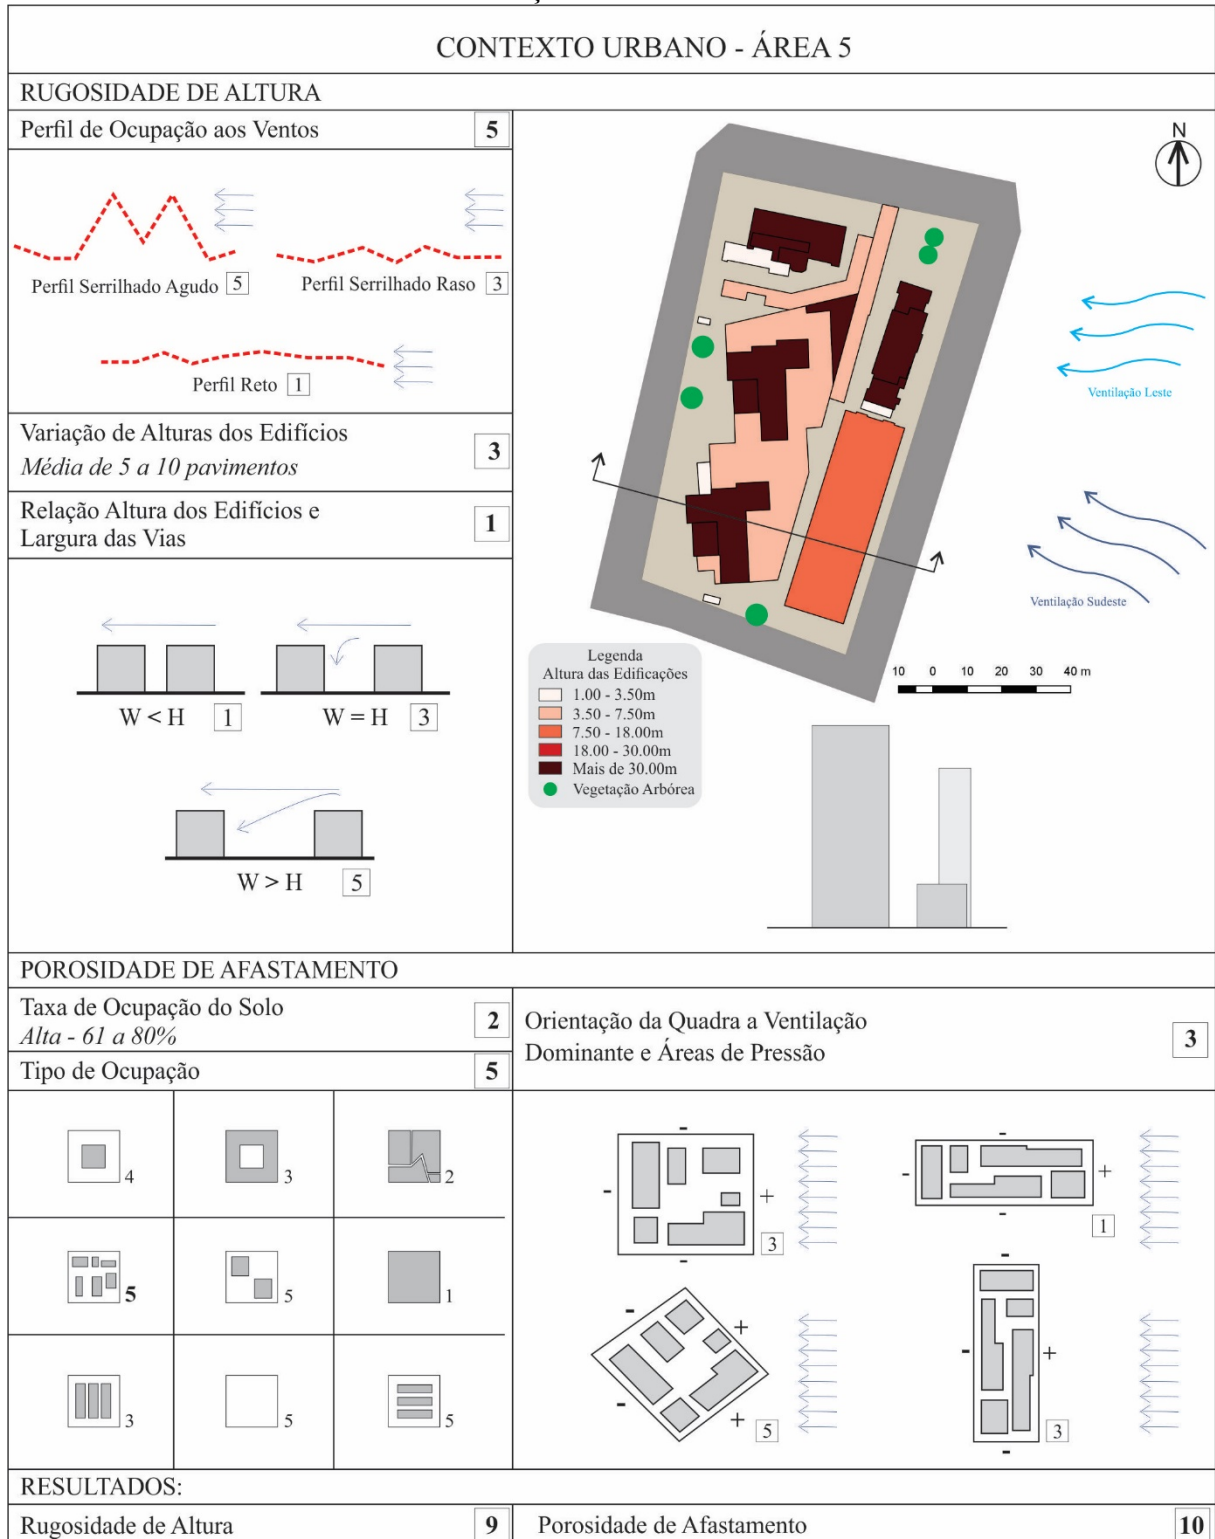 CONTEXTO URBANO - ÁREA 5
RUGOSIDADE DE ALTURA
Perfil de Ocupação aos Ventos 5
Perfil Serrilhado Agudo 5
Perfil Serrilhado Raso 3
Perfil Reto 1
Variação de Alturas dos Edifícios
Média de 5 a 10 pavimentos
3
Relação Altura dos Edifícios e
Largura das Vias
1
W < H 1
W = H 3
W > H 5
N
Ventilação Leste
Ventilação Sudeste
10 0 10 20 30 40 m
Legenda
Altura das Edificações
1.00 - 3.50m
3.50 - 7.50m
7.50 - 18.00m
18.00 - 30.00m
Mais de 30.00m
Vegetação Arbórea
POROSIDADE DE AFASTAMENTO
Taxa de Ocupação do Solo
Alta - 61 a 80%
2
Tipo de Ocupação 5
4 3 2
5 5 1
3 5 5
Orientação da Quadra a Ventilação
Dominante e Áreas de Pressão
3
- - + - 3
- - + - 1
- - + + 5
- - + - 3
RESULTADOS:
Rugosidade de Altura 9
Porosidade de Afastamento 10